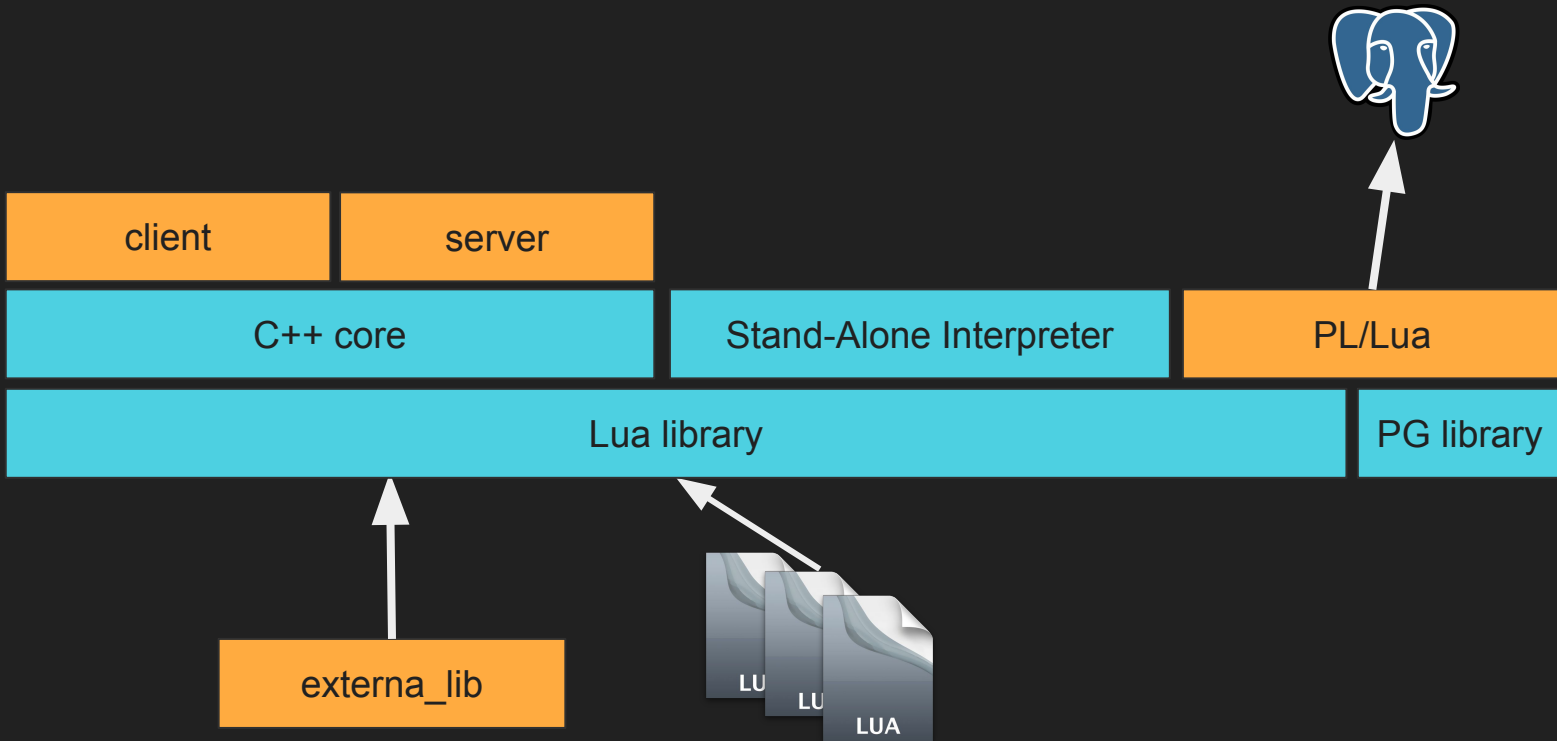 client
server
C++ core
Stand-Alone Interpreter
PL/Lua
Lua library
PG library
externa_lib
LU
LU
LUA